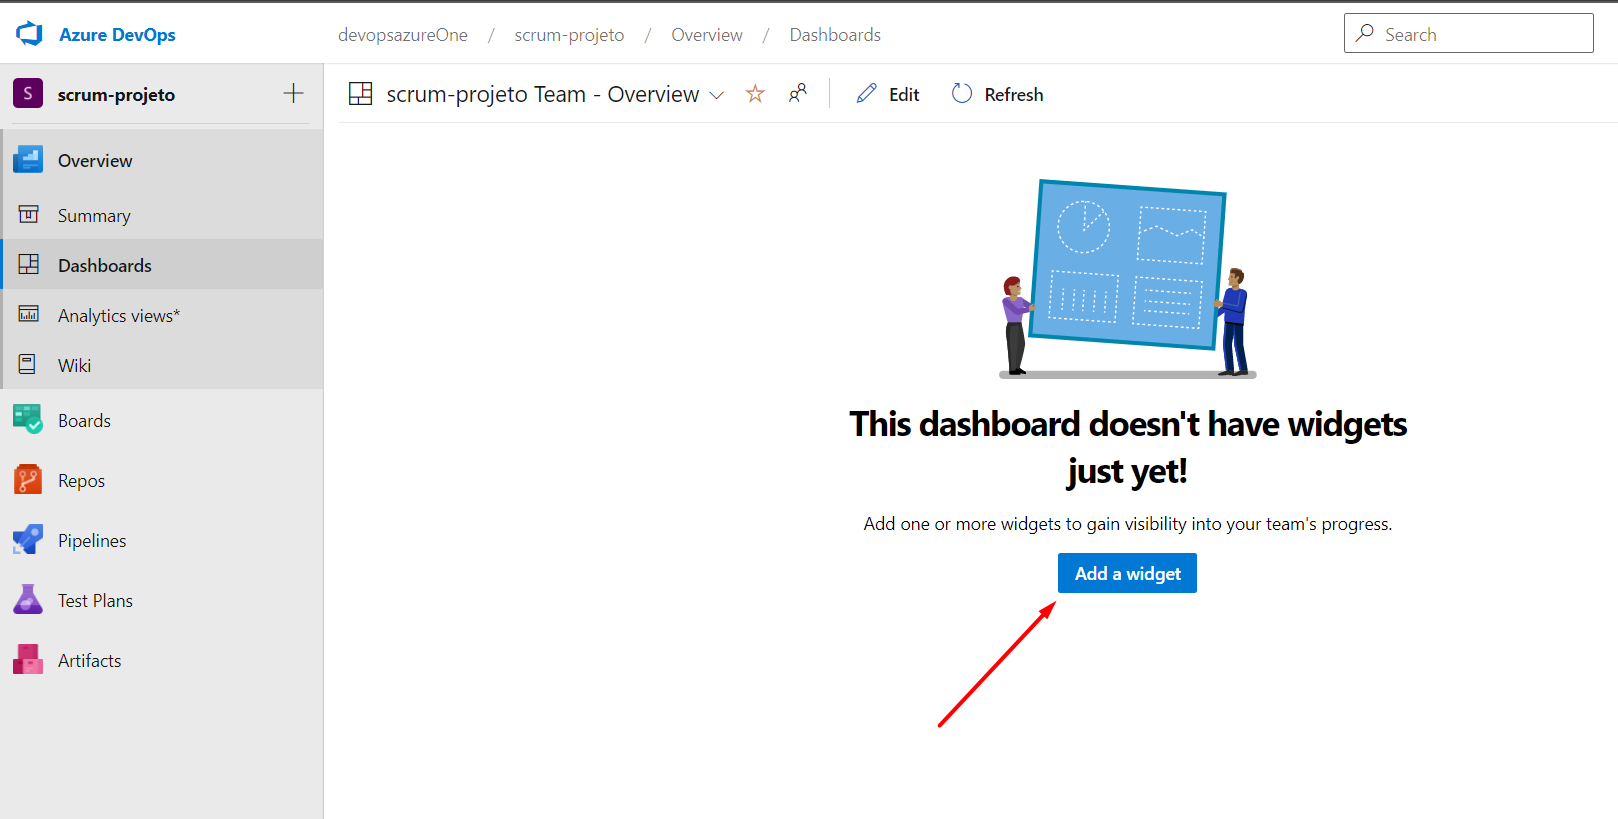 Azure DevOps
devopsazureOne / scrum-projeto / Overview / Dashboards
Search
S scrum-projeto
scrum-projeto Team - Overview
Edit
Refresh
Overview
Summary
Dashboards
Analytics views*
Wiki
Boards
Repos
Pipelines
Test Plans
Artifacts
This dashboard doesn't have widgets
just yet!
Add one or more widgets to gain visibility into your team's progress.
Add a widget